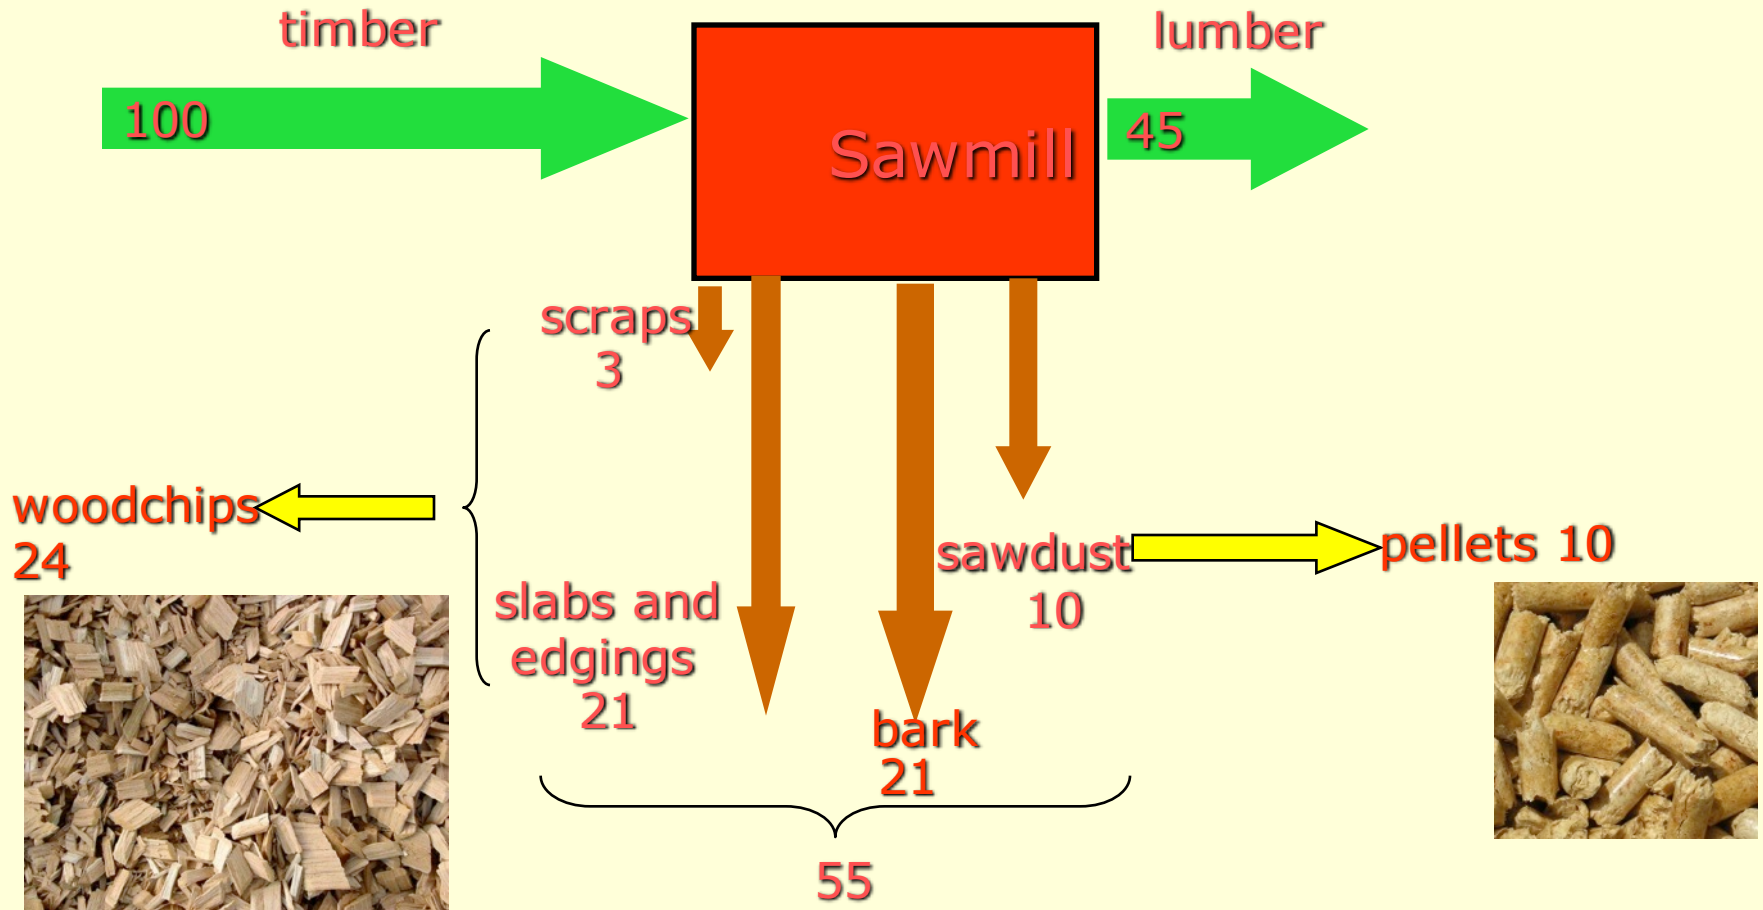 timber
lumber
100
Sawmill
45
scraps
3
woodchips
24
slabs and
edgings
21
sawdust
10
pellets 10
bark
21
55